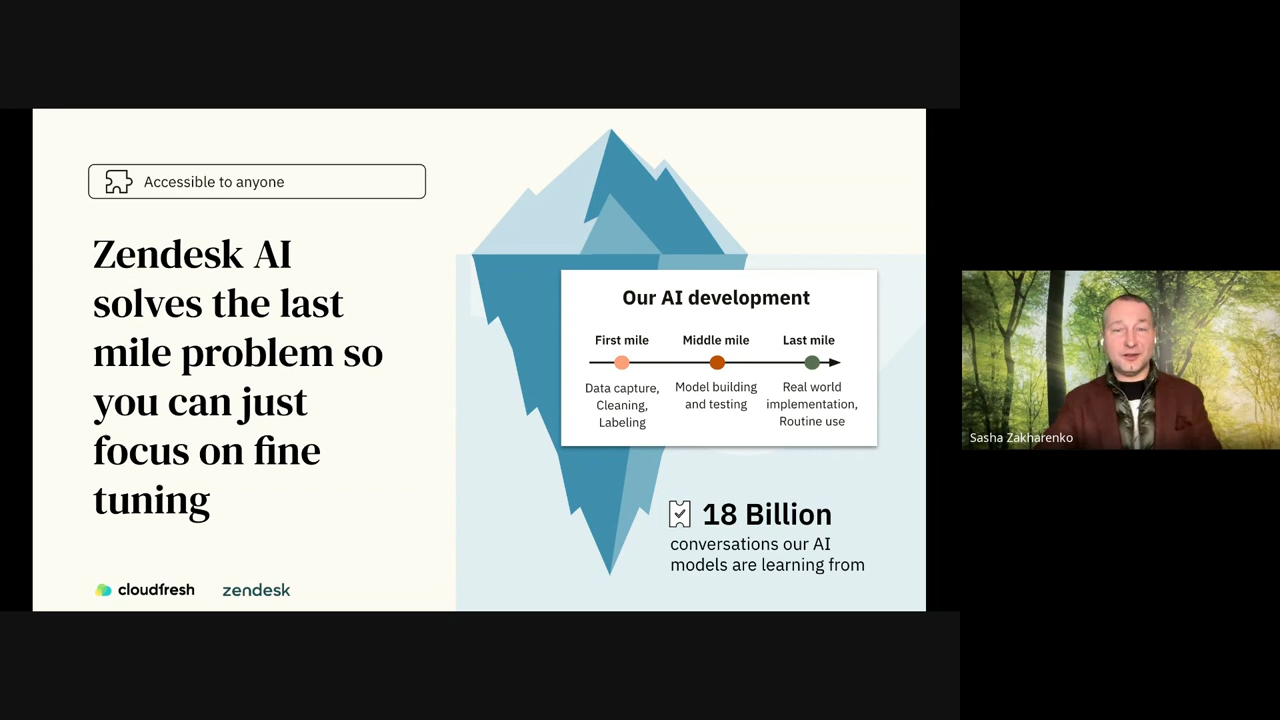 Accessible to anyone
Zendesk AI
solves the last
mile problem so
you can just
focus on fine
tuning
cloudfresh
zendesk
Our AI development
First mile
Middle mile
Last mile
Data capture,
Cleaning,
Labeling
Model building
and testing
Real world
implementation,
Routine use
18 Billion
conversations our AI
models are learning from
Sasha Zakharenko